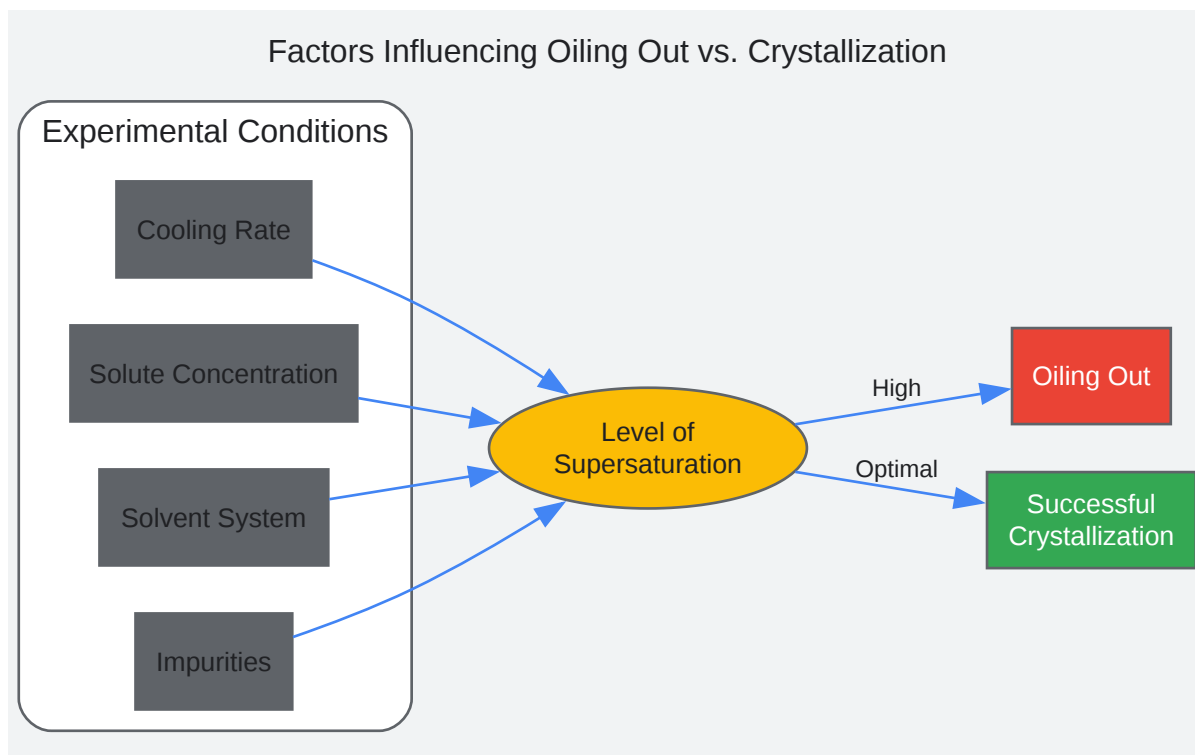 Factors Influencing Oiling Out vs. Crystallization
Experimental Conditions
Cooling Rate
Solute Concentration
Solvent System
Impurities
Level of
Supersaturation
High
Optimal
Oiling Out
Successful
Crystallization